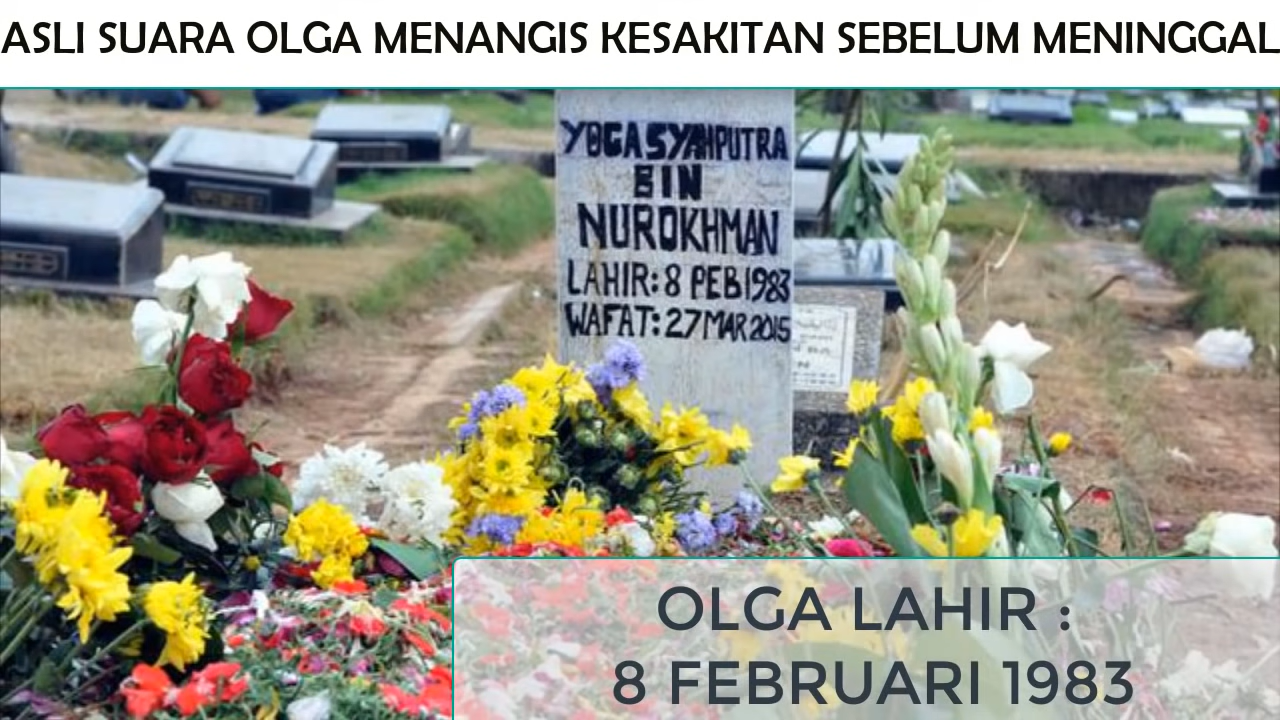 ASLI SUARA OLGA MENANGIS KESAKITAN SEBELUM MENINGGAL
YOGA SYAHPUTRA
BIN
NUROKHMAN
LAHIR: 8 PEB 1983
WAFAT: 27 MAR 2015
OLGA LAHIR :
8 FEBRUARI 1983